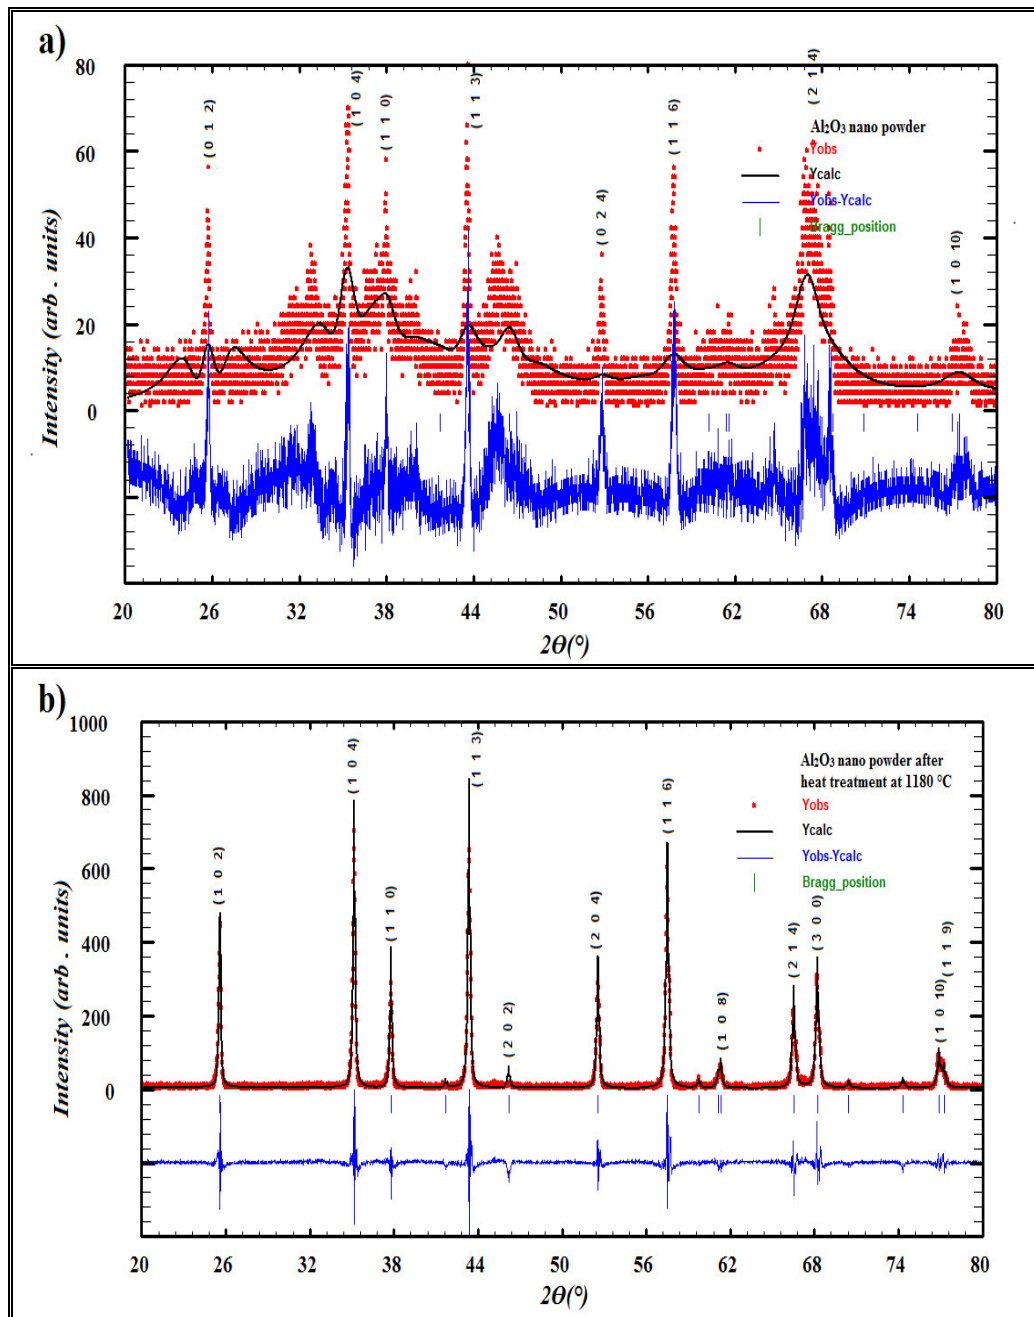 a)
80
60
40
20
0
Intensity (arb . units)
( 0 1 2)
( 1 0 4)
( 1 1 0)
( 1 1 3)
( 0 2 4)
( 1 1 6)
( 2 1 4)
( 1 0 10)
Al₂O₃ nano powder
Yobs
Ycalc
Yobs-Ycalc
Bragg_position
20 26 32 38 44 50 56 62 68 74 80
2θ(°)
b)
1000
800
600
400
200
0
Intensity (arb . units)
( 1 0 2)
( 1 0 4)
( 1 1 0)
( 1 1 3)
( 2 0 2)
( 2 0 4)
( 1 1 6)
( 1 0 8)
( 2 1 4)
( 3 0 0)
( 1 0 10)
( 1 1 9)
Al₂O₃ nano powder after
heat treatment at 1180 °C
Yobs
Ycalc
Yobs-Ycalc
Bragg_position
20 26 32 38 44 50 56 62 68 74 80
2θ(°)